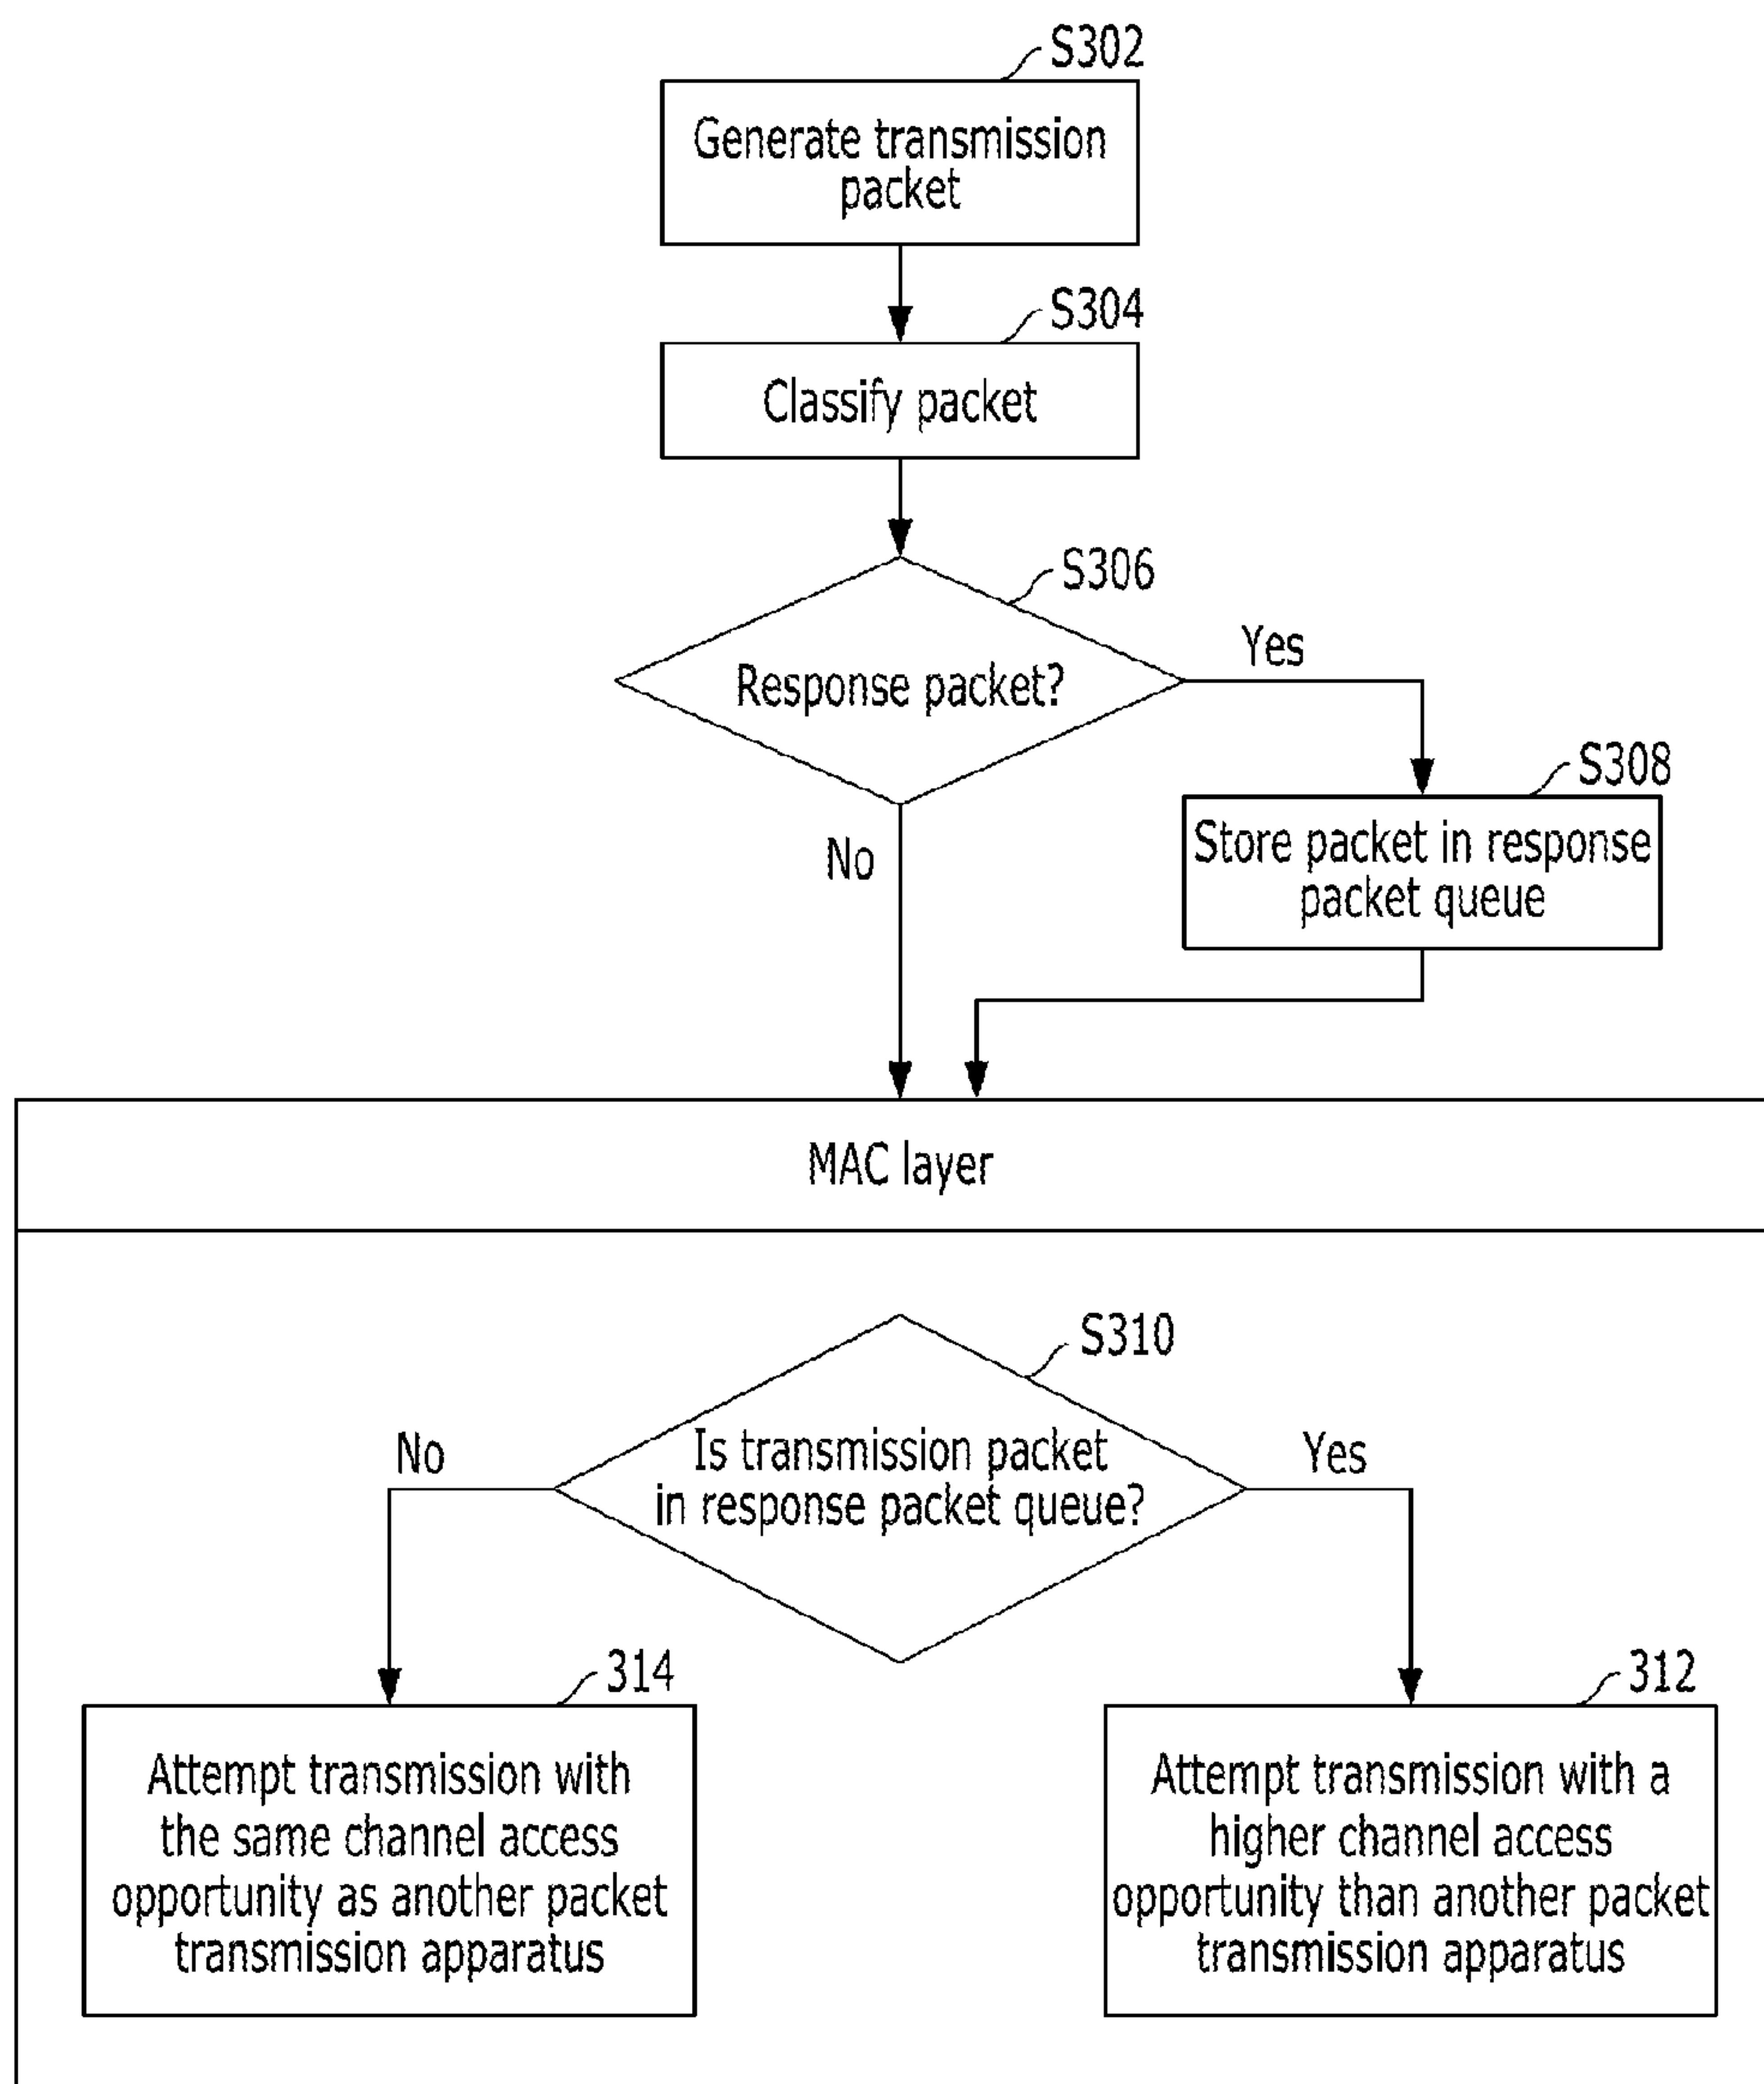 S302
Generate transmission
packet
S304
Classify packet
S306
Response packet?
Yes
No
S308
Store packet in response
packet queue
MAC layer
S310
Is transmission packet
in response packet queue?
No
Yes
314
Attempt transmission with
the same channel access
opportunity as another packet
transmission apparatus
312
Attempt transmission with a
higher channel access
opportunity than another packet
transmission apparatus